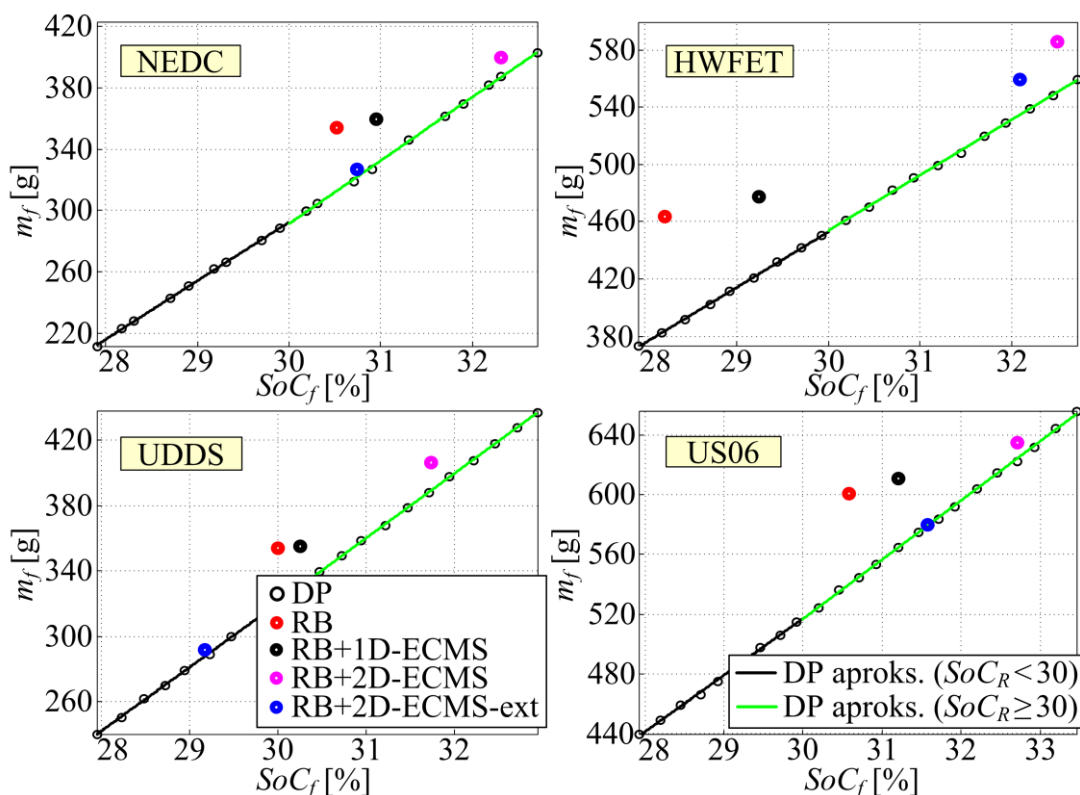 NEDC
420
380
340
300
260
220
m_f [g]
28 29 30 31 32
SoC_f [%]
HWFET
580
540
500
460
420
380
m_f [g]
28 29 30 31 32
SoC_f [%]
UDDS
420
380
340
300
260
m_f [g]
28 29 30 31 32
SoC_f [%]
DP
RB
RB+1D-ECMS
RB+2D-ECMS
RB+2D-ECMS-ext
US06
640
600
560
520
480
440
m_f [g]
28 29 30 31 32 33
SoC_f [%]
DP aproks. (SoC_R<30)
DP aproks. (SoC_R≥30)